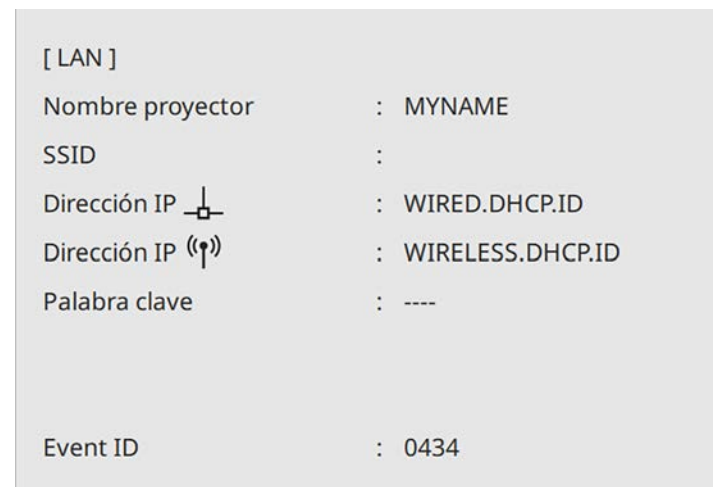 [ LAN ]
Nombre proyector : MYNAME
SSID :
Dirección IP : WIRED.DHCP.ID
Dirección IP : WIRELESS.DHCP.ID
Palabra clave : ----
Event ID : 0434